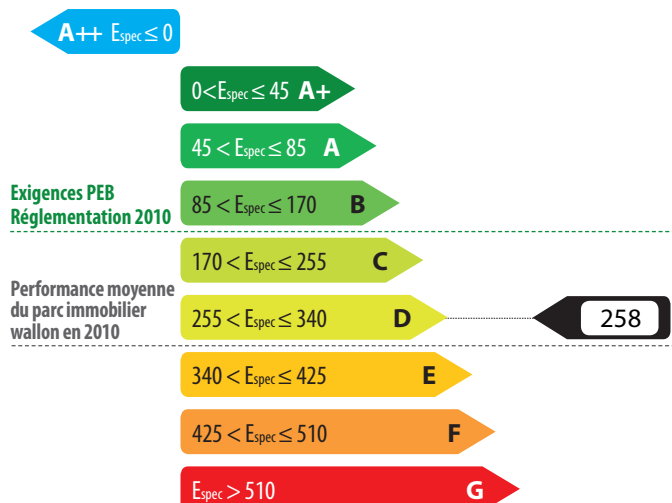 A++ Espec ≤ 0
0<Espec ≤ 45 A+
45 < Espec ≤ 85 A
Exigences PEB
Réglementation 2010
85 < Espec ≤ 170 B
170 < Espec ≤ 255 C
Performance moyenne
du parc immobilier
wallon en 2010
255 < Espec ≤ 340 D
258
340 < Espec ≤ 425 E
425 < Espec ≤ 510 F
Espec > 510 G